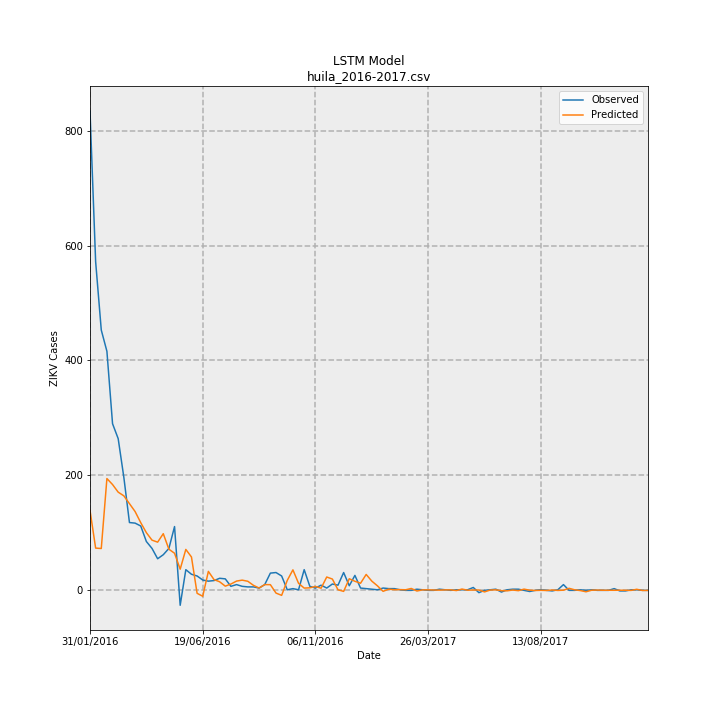 LSTM Model
huila_2016-2017.csv
Observed
Predicted
800
600
400
200
0
ZIKV Cases
31/01/2016
19/06/2016
06/11/2016
26/03/2017
13/08/2017
Date